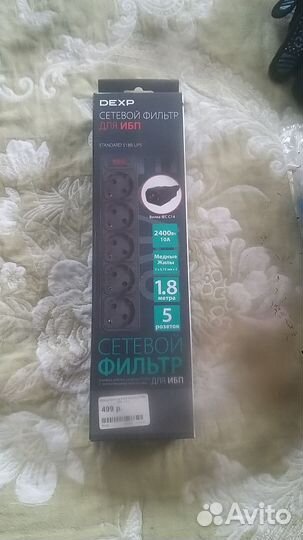 DEXP
СЕТЕВОЙ ФИЛЬТР
ДЛЯ ИБП
STANDARD S18B UPS
Вилка IEC C14
2400Вт
10А
Медные
Жилы
1.8
метра
5
розеток
СЕТЕВОЙ
ФИЛЬТР
ДЛЯ ИБП
499 р.
Avito